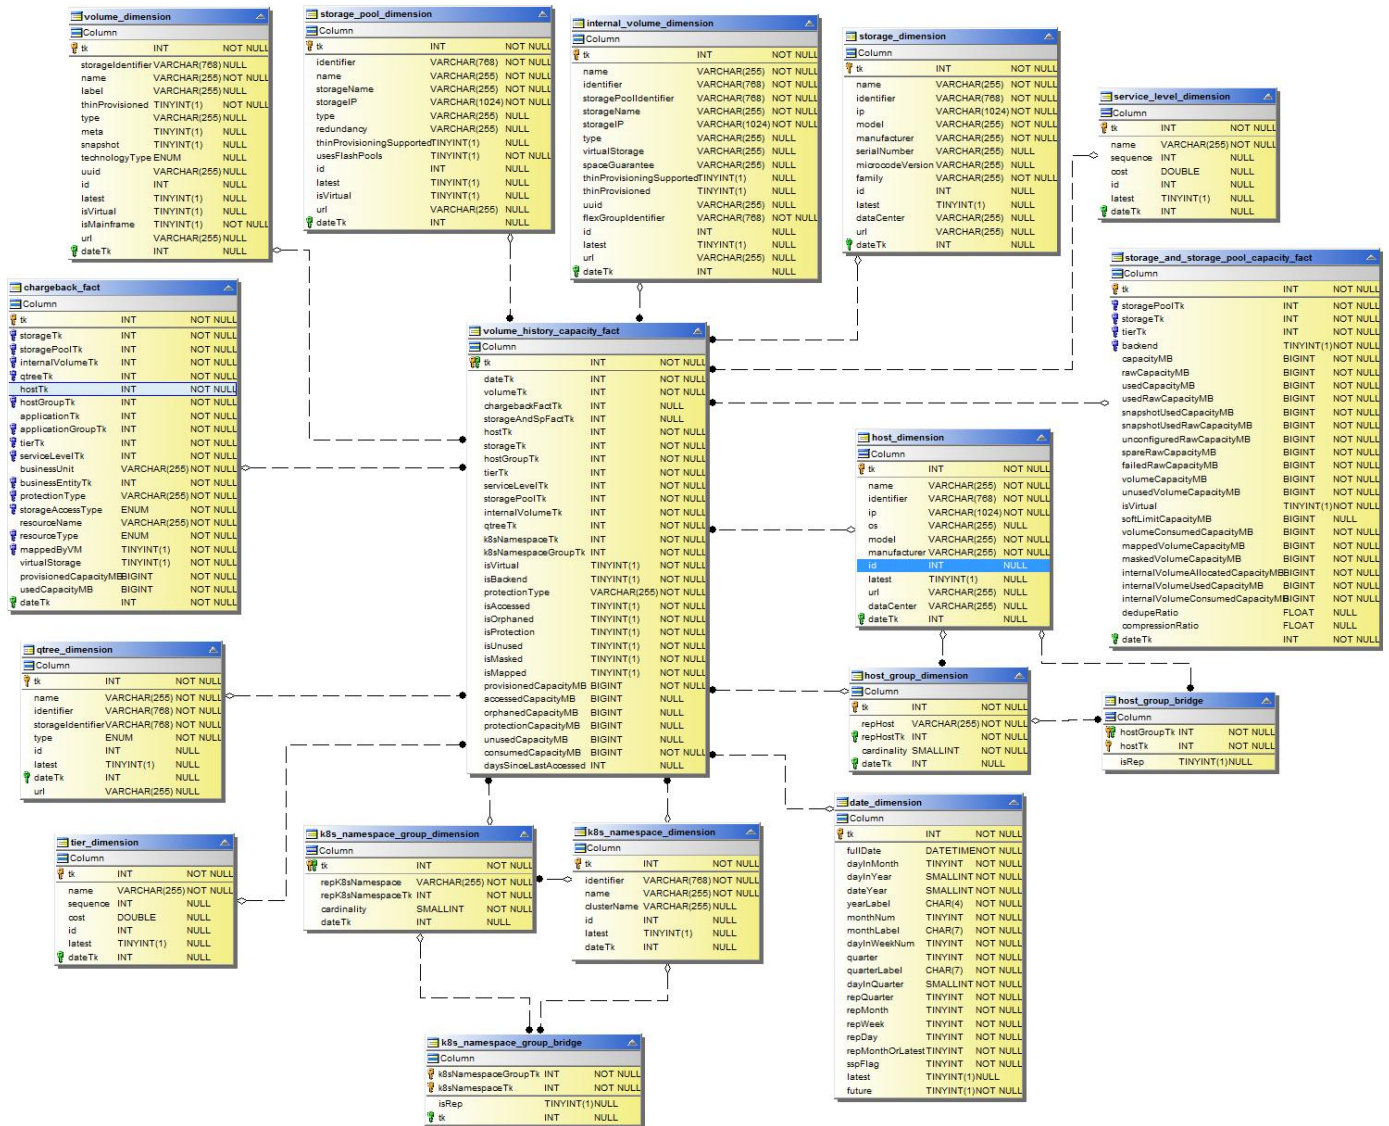 volume_dimension
Column
tk INT NOT NULL
storageIdentifier VARCHAR(768) NULL
name VARCHAR(255) NOT NULL
label VARCHAR(255) NULL
thinProvisioned TINYINT(1) NOT NULL
type VARCHAR(255) NULL
meta TINYINT(1) NULL
snapshot TINYINT(1) NULL
technologyType ENUM NULL
uuid VARCHAR(255) NULL
id INT NULL
latest TINYINT(1) NULL
isVirtual TINYINT(1) NULL
isMainframe TINYINT(1) NOT NULL
url VARCHAR(255) NULL
dateTk INT NULL
storage_pool_dimension
Column
tk INT NOT NULL
identifier VARCHAR(768) NOT NULL
name VARCHAR(255) NOT NULL
storageName VARCHAR(255) NOT NULL
storageIP VARCHAR(1024) NOT NULL
type VARCHAR(255) NULL
redundancy VARCHAR(255) NULL
thinProvisioningSupported TINYINT(1) NULL
usesFlashPools TINYINT(1) NOT NULL
id INT NULL
latest TINYINT(1) NULL
isVirtual TINYINT(1) NULL
url VARCHAR(255) NULL
dateTk INT NULL
internal_volume_dimension
Column
tk INT NOT NULL
name VARCHAR(255) NOT NULL
identifier VARCHAR(768) NOT NULL
storagePoolIdentifier VARCHAR(768) NOT NULL
storageName VARCHAR(255) NOT NULL
storageIP VARCHAR(1024) NOT NULL
type VARCHAR(255) NULL
virtualStorage VARCHAR(255) NULL
spaceGuarantee VARCHAR(255) NULL
thinProvisioningSupported TINYINT(1) NULL
thinProvisioned TINYINT(1) NULL
uuid VARCHAR(255) NULL
flexGroupIdentifier VARCHAR(768) NOT NULL
id INT NULL
latest TINYINT(1) NULL
url VARCHAR(255) NULL
dateTk INT NULL
storage_dimension
Column
tk INT NOT NULL
name VARCHAR(255) NOT NULL
identifier VARCHAR(768) NOT NULL
ip VARCHAR(1024) NOT NULL
model VARCHAR(255) NOT NULL
manufacturer VARCHAR(255) NOT NULL
serialNumber VARCHAR(255) NULL
microcodeVersion VARCHAR(255) NULL
family VARCHAR(255) NOT NULL
id INT NULL
latest TINYINT(1) NULL
dataCenter VARCHAR(255) NULL
url VARCHAR(255) NULL
dateTk INT NULL
service_level_dimension
Column
tk INT NOT NULL
name VARCHAR(255) NOT NULL
sequence INT NULL
cost DOUBLE NULL
id INT NULL
latest TINYINT(1) NULL
dateTk INT NULL
chargeback_fact
Column
tk INT NOT NULL
storageTk INT NOT NULL
storagePoolTk INT NOT NULL
internalVolumeTk INT NOT NULL
qtreeTk INT NOT NULL
hostTk INT NOT NULL
hostGroupTk INT NOT NULL
applicationTk INT NOT NULL
applicationGroupTk INT NOT NULL
tierTk INT NOT NULL
serviceLevelTk INT NOT NULL
businessUnit VARCHAR(255) NOT NULL
businessEntityTk INT NOT NULL
protectionType VARCHAR(255) NOT NULL
storageAccessType ENUM NOT NULL
resourceName VARCHAR(255) NOT NULL
resourceType ENUM NOT NULL
mappedByVM TINYINT(1) NOT NULL
virtualStorage TINYINT(1) NOT NULL
provisionedCapacityMB BIGINT NOT NULL
usedCapacityMB BIGINT NOT NULL
dateTk INT NOT NULL
volume_history_capacity_fact
Column
tk INT NOT NULL
dateTk INT NOT NULL
volumeTk INT NOT NULL
chargebackFactTk INT NULL
storageAndSpFactTk INT NULL
hostTk INT NOT NULL
storageTk INT NOT NULL
hostGroupTk INT NOT NULL
tierTk INT NOT NULL
serviceLevelTk INT NOT NULL
storagePoolTk INT NOT NULL
internalVolumeTk INT NOT NULL
qtreeTk INT NOT NULL
k8sNamespaceTk INT NOT NULL
k8sNamespaceGroupTk INT NOT NULL
isVirtual TINYINT(1) NOT NULL
isBackend TINYINT(1) NOT NULL
protectionType VARCHAR(255) NOT NULL
isAccessed TINYINT(1) NOT NULL
isOrphaned TINYINT(1) NOT NULL
isProtection TINYINT(1) NOT NULL
isUnused TINYINT(1) NOT NULL
isMasked TINYINT(1) NOT NULL
isMapped TINYINT(1) NOT NULL
provisionedCapacityMB BIGINT NOT NULL
accessedCapacityMB BIGINT NULL
orphanedCapacityMB BIGINT NULL
protectionCapacityMB BIGINT NULL
unusedCapacityMB BIGINT NULL
consumedCapacityMB BIGINT NOT NULL
daysSinceLastAccessed INT NULL
storage_and_storage_pool_capacity_fact
Column
tk INT NOT NULL
storagePoolTk INT NOT NULL
storageTk INT NOT NULL
tierTk INT NOT NULL
backend TINYINT(1) NOT NULL
capacityMB BIGINT NOT NULL
rawCapacityMB BIGINT NOT NULL
usedCapacityMB BIGINT NOT NULL
usedRawCapacityMB BIGINT NOT NULL
snapshotUsedCapacityMB BIGINT NOT NULL
snapshotUsedRawCapacityMB BIGINT NOT NULL
unconfiguredRawCapacityMB BIGINT NOT NULL
spareRawCapacityMB BIGINT NOT NULL
failedRawCapacityMB BIGINT NOT NULL
volumeCapacityMB BIGINT NOT NULL
unusedVolumeCapacityMB BIGINT NOT NULL
isVirtual TINYINT(1) NOT NULL
softLimitCapacityMB BIGINT NULL
volumeConsumedCapacityMB BIGINT NOT NULL
mappedVolumeCapacityMB BIGINT NOT NULL
maskedVolumeCapacityMB BIGINT NOT NULL
internalVolumeAllocatedCapacityMB BIGINT NOT NULL
internalVolumeUsedCapacityMB BIGINT NOT NULL
internalVolumeConsumedCapacityMB BIGINT NOT NULL
dedupeRatio FLOAT NULL
compressionRatio FLOAT NULL
dateTk INT NOT NULL
host_dimension
Column
tk INT NOT NULL
name VARCHAR(255) NOT NULL
identifier VARCHAR(768) NOT NULL
ip VARCHAR(1024) NOT NULL
os VARCHAR(255) NULL
model VARCHAR(255) NOT NULL
manufacturer VARCHAR(255) NOT NULL
id INT NULL
latest TINYINT(1) NULL
url VARCHAR(255) NULL
dataCenter VARCHAR(255) NULL
dateTk INT NULL
qtree_dimension
Column
tk INT NOT NULL
name VARCHAR(255) NOT NULL
identifier VARCHAR(768) NOT NULL
storageIdentifier VARCHAR(768) NOT NULL
type ENUM NOT NULL
id INT NULL
latest TINYINT(1) NULL
dateTk INT NULL
url VARCHAR(255) NULL
host_group_dimension
Column
tk INT NOT NULL
repHost VARCHAR(255) NOT NULL
repHostTk INT NOT NULL
cardinality SMALLINT NOT NULL
dateTk INT NULL
host_group_bridge
Column
hostGroupTk INT NOT NULL
hostTk INT NOT NULL
isRep TINYINT(1) NULL
date_dimension
Column
tk INT NOT NULL
fullDate DATETIME NOT NULL
dayInMonth TINYINT NOT NULL
dayInYear SMALLINT NOT NULL
dateYear SMALLINT NOT NULL
yearLabel CHAR(4) NOT NULL
monthNum TINYINT NOT NULL
monthLabel CHAR(7) NOT NULL
dayInWeekNum TINYINT NOT NULL
quarter TINYINT NOT NULL
quarterLabel CHAR(7) NOT NULL
dayInQuarter SMALLINT NOT NULL
repQuarter TINYINT NOT NULL
repMonth TINYINT NOT NULL
repWeek TINYINT NOT NULL
repDay TINYINT NOT NULL
repMonthOrLatest TINYINT NOT NULL
sspFlag TINYINT NOT NULL
latest TINYINT(1) NULL
future TINYINT(1) NOT NULL
tier_dimension
Column
tk INT NOT NULL
name VARCHAR(255) NOT NULL
sequence INT NULL
cost DOUBLE NULL
id INT NULL
latest TINYINT(1) NULL
dateTk INT NULL
k8s_namespace_group_dimension
Column
tk INT NOT NULL
repK8sNamespace VARCHAR(255) NOT NULL
repK8sNamespaceTk INT NOT NULL
cardinality SMALLINT NOT NULL
dateTk INT NULL
k8s_namespace_dimension
Column
tk INT NOT NULL
identifier VARCHAR(768) NOT NULL
name VARCHAR(255) NOT NULL
clusterName VARCHAR(255) NULL
id INT NULL
latest TINYINT(1) NULL
dateTk INT NULL
k8s_namespace_group_bridge
Column
k8sNamespaceGroupTk INT NOT NULL
k8sNamespaceTk INT NOT NULL
isRep TINYINT(1) NULL
tk INT NULL